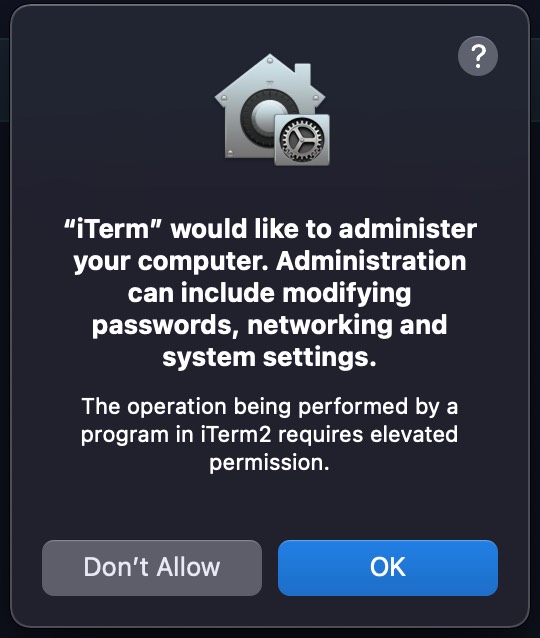 ?
“iTerm” would like to administer
your computer. Administration
can include modifying
passwords, networking and
system settings.
The operation being performed by a
program in iTerm2 requires elevated
permission.
Don’t Allow
OK